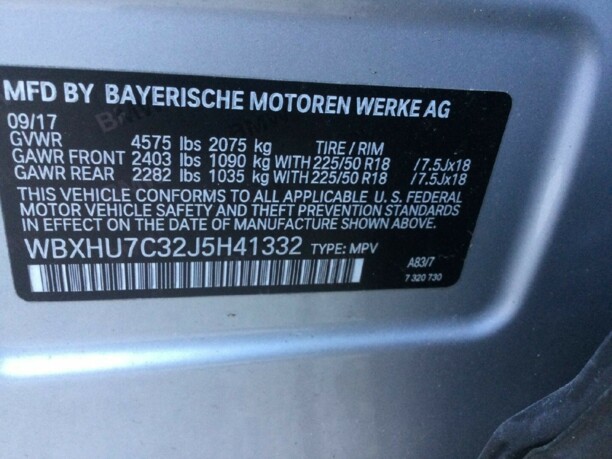 MFD BY BAYERISCHE MOTOREN WERKE AG
09/17
GVWR 4575 lbs 2075 kg TIRE / RIM
GAWR FRONT 2403 lbs 1090 kg WITH 225/50 R18 /7.5Jx18
GAWR REAR 2282 lbs 1035 kg WITH 225/50 R18 /7.5Jx18
THIS VEHICLE CONFORMS TO ALL APPLICABLE U. S. FEDERAL
MOTOR VEHICLE SAFETY AND THEFT PREVENTION STANDARDS
IN EFFECT ON THE DATE OF MANUFACTURE SHOWN ABOVE.
WBXHU7C32J5H41332 TYPE: MPV
A83/7
7 320 730